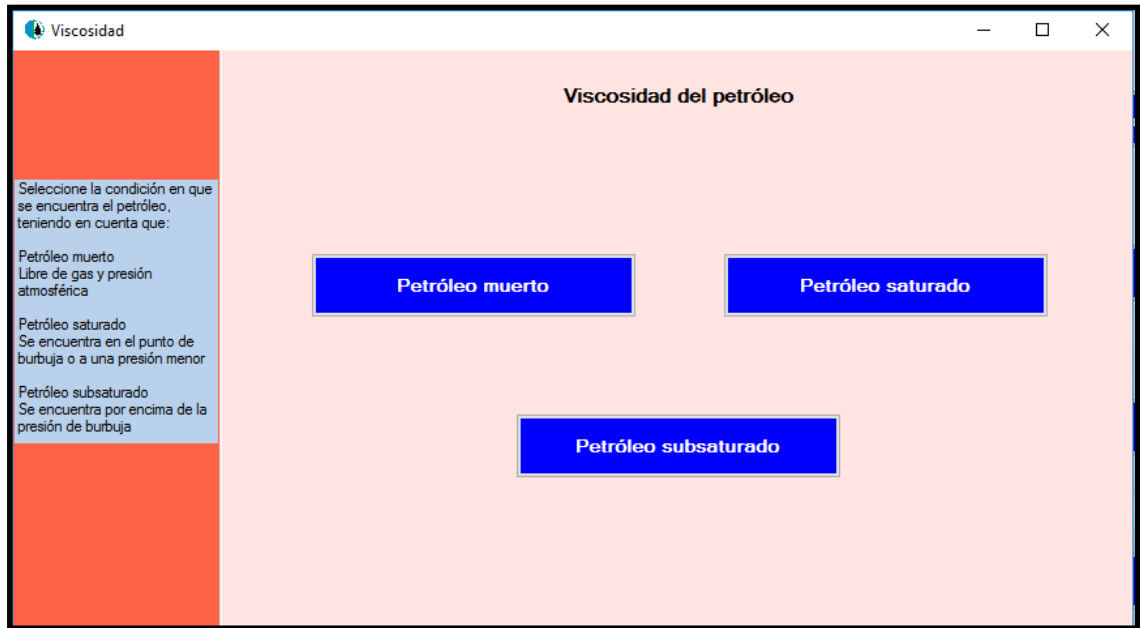 Viscosidad
Viscosidad del petróleo
Seleccione la condición en que
se encuentra el petróleo,
teniendo en cuenta que:
Petróleo muerto
Libre de gas y presión
atmosférica
Petróleo saturado
Se encuentra en el punto de
burbuja o a una presión menor
Petróleo subsaturado
Se encuentra por encima de la
presión de burbuja
Petróleo muerto
Petróleo saturado
Petróleo subsaturado